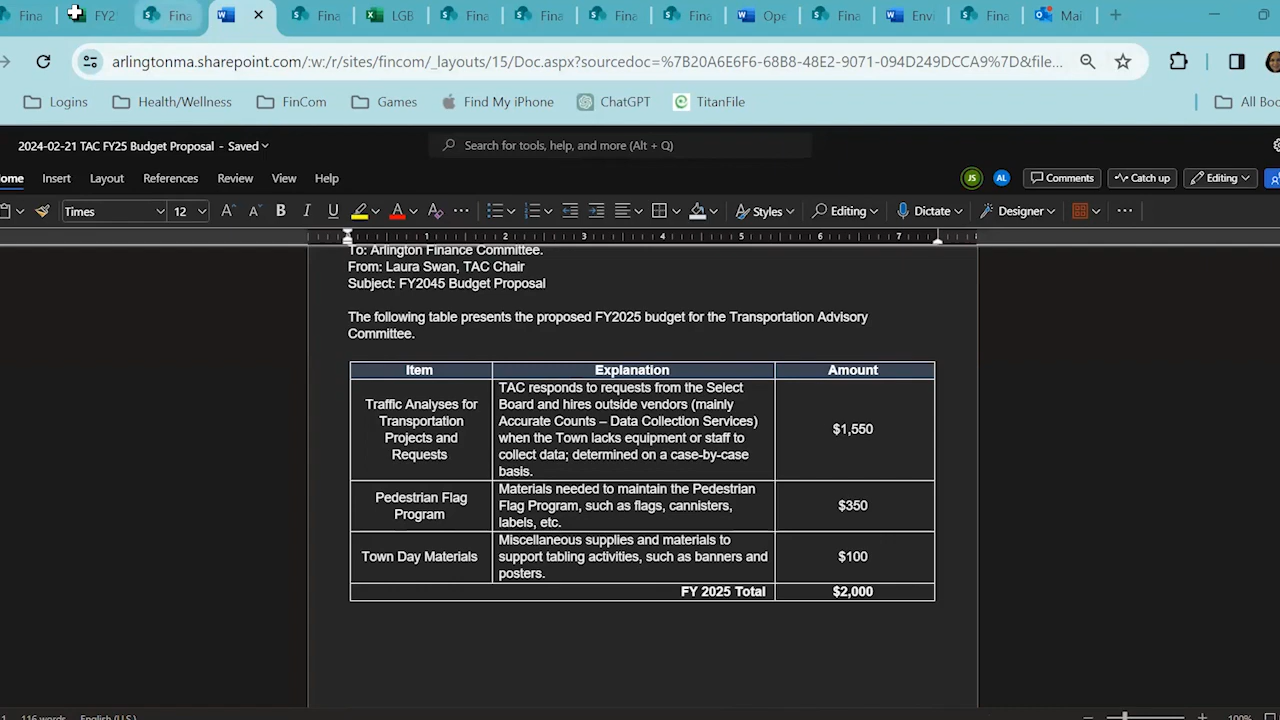 Fina
FY2
Fina
Fina
LGB
Fina
Fina
Fina
Fina
Ope
Fina
Envi
Fina
Mai
arlingtonma.sharepoint.com/:w:/r/sites/fincom/_layouts/15/Doc.aspx?sourcedoc=%7B20A6E6F6-68B8-48E2-9071-094D249DCCA9%7D&file...
Logins Health/Wellness FinCom Games Find My iPhone ChatGPT TitanFile All Boo
2024-02-21 TAC FY25 Budget Proposal - Saved
Search for tools, help, and more (Alt + Q)
ome Insert Layout References Review View Help JS AL Comments Catch up Editing
Times 12 B I U A Styles Editing Dictate Designer
1 2 3 4 5 6 7
To: Arlington Finance Committee.
From: Laura Swan, TAC Chair
Subject: FY2045 Budget Proposal
The following table presents the proposed FY2025 budget for the Transportation Advisory
Committee.
Item Explanation Amount
Traffic Analyses for
Transportation
Projects and
Requests
TAC responds to requests from the Select
Board and hires outside vendors (mainly
Accurate Counts – Data Collection Services)
when the Town lacks equipment or staff to
collect data; determined on a case-by-case
basis.
$1,550
Pedestrian Flag
Program
Materials needed to maintain the Pedestrian
Flag Program, such as flags, cannisters,
labels, etc.
$350
Town Day Materials
Miscellaneous supplies and materials to
support tabling activities, such as banners and
posters.
$100
FY 2025 Total $2,000
116 words English (U.S.) 100%